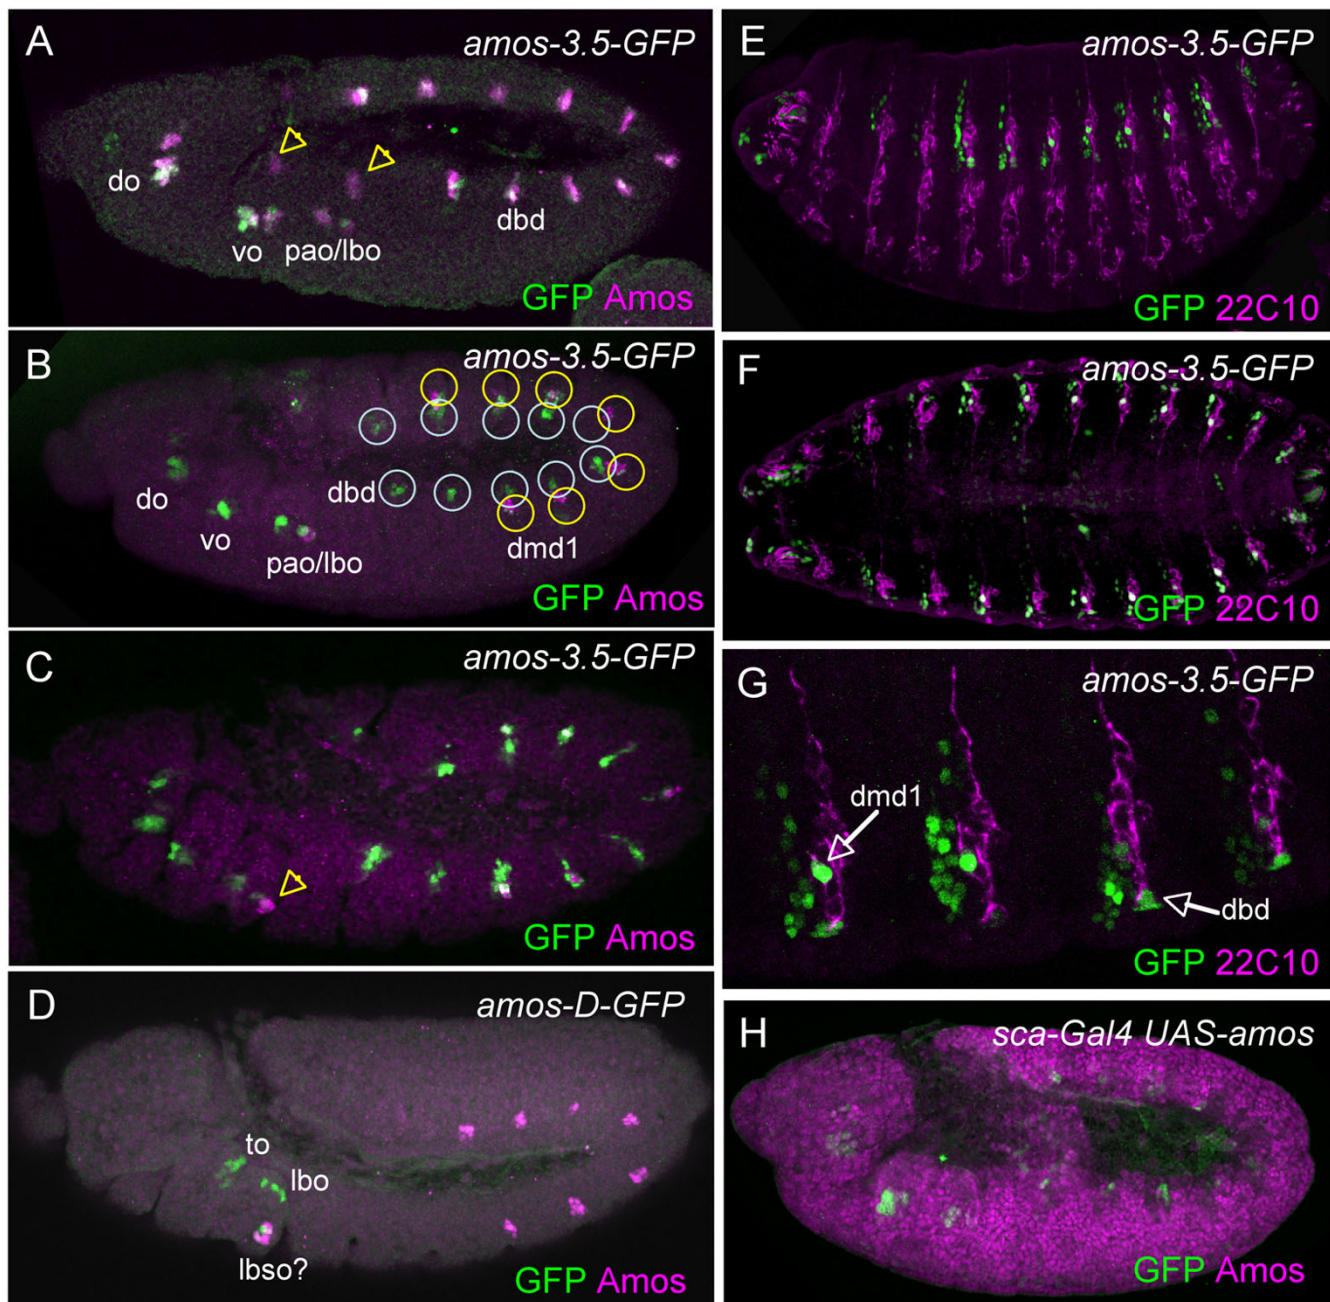 A
amos-3.5-GFP
do
vo
pao/lbo
dbd
GFP Amos
B
amos-3.5-GFP
do
vo
pao/lbo
dbd
dmd1
GFP Amos
C
amos-3.5-GFP
GFP Amos
D
amos-D-GFP
to
lbo
lbso?
GFP Amos
E
amos-3.5-GFP
GFP 22C10
F
amos-3.5-GFP
GFP 22C10
G
amos-3.5-GFP
dmd1
dbd
GFP 22C10
H
sca-Gal4 UAS-amos
GFP Amos